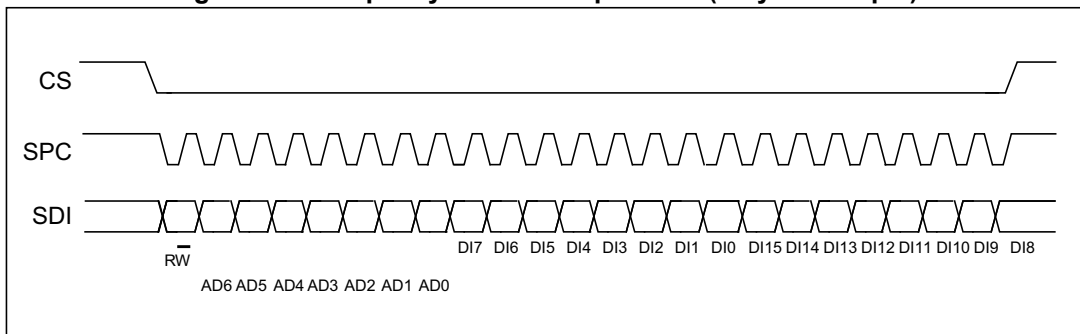 CS
SPC
SDI
DI7 DI6 DI5 DI4 DI3 DI2 DI1 DI0 DI15 DI14 DI13 DI12 DI11 DI10 DI9 DI8
RW
AD6 AD5 AD4 AD3 AD2 AD1 AD0